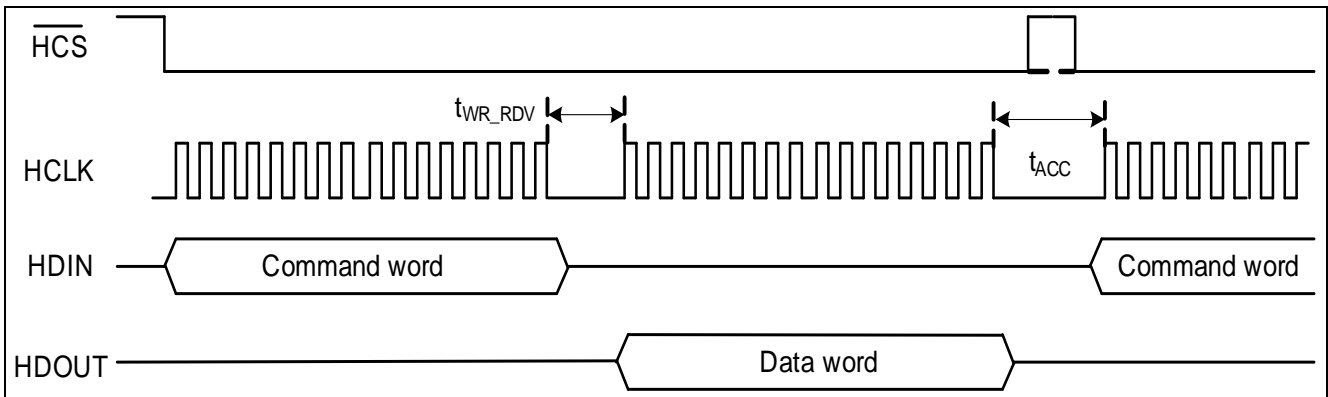 HCS
tWR_RDV
HCLK
tACC
HDIN
Command word
Command word
HDOUT
Data word